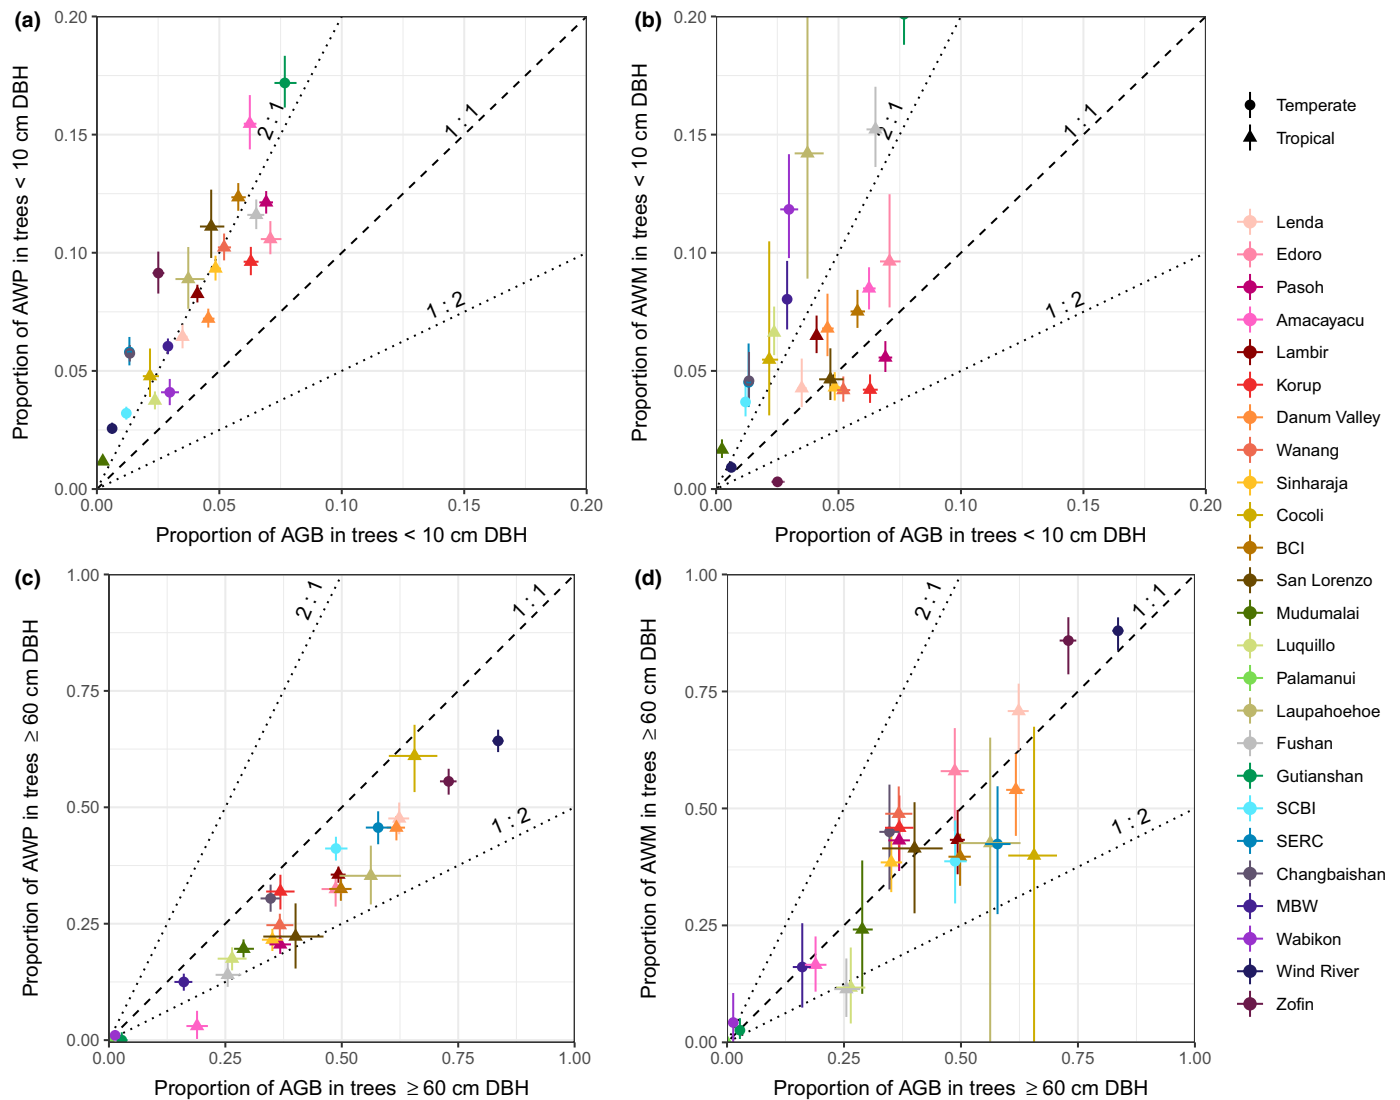 (a)
0.20
0.15
0.10
0.05
0.00
Proportion of AWP in trees < 10 cm DBH
2 : 1
1 : 1
1 : 2
0.00 0.05 0.10 0.15 0.20
Proportion of AGB in trees < 10 cm DBH
(b)
0.20
0.15
0.10
0.05
0.00
Proportion of AWM in trees < 10 cm DBH
2 : 1
1 : 1
1 : 2
0.00 0.05 0.10 0.15 0.20
Proportion of AGB in trees < 10 cm DBH
(c)
1.00
0.75
0.50
0.25
0.00
Proportion of AWP in trees ≥ 60 cm DBH
2 : 1
1 : 1
1 : 2
0.00 0.25 0.50 0.75 1.00
Proportion of AGB in trees ≥ 60 cm DBH
(d)
1.00
0.75
0.50
0.25
0.00
Proportion of AWM in trees ≥ 60 cm DBH
2 : 1
1 : 1
1 : 2
0.00 0.25 0.50 0.75 1.00
Proportion of AGB in trees ≥ 60 cm DBH
Temperate
Tropical
Lenda
Edoro
Pasoh
Amacayacu
Lambir
Korup
Danum Valley
Wanang
Sinharaja
Cocoli
BCI
San Lorenzo
Mudumalai
Luquillo
Palamanui
Laupahoehoe
Fushan
Gutianshan
SCBI
SERC
Changbaishan
MBW
Wabikon
Wind River
Zofin